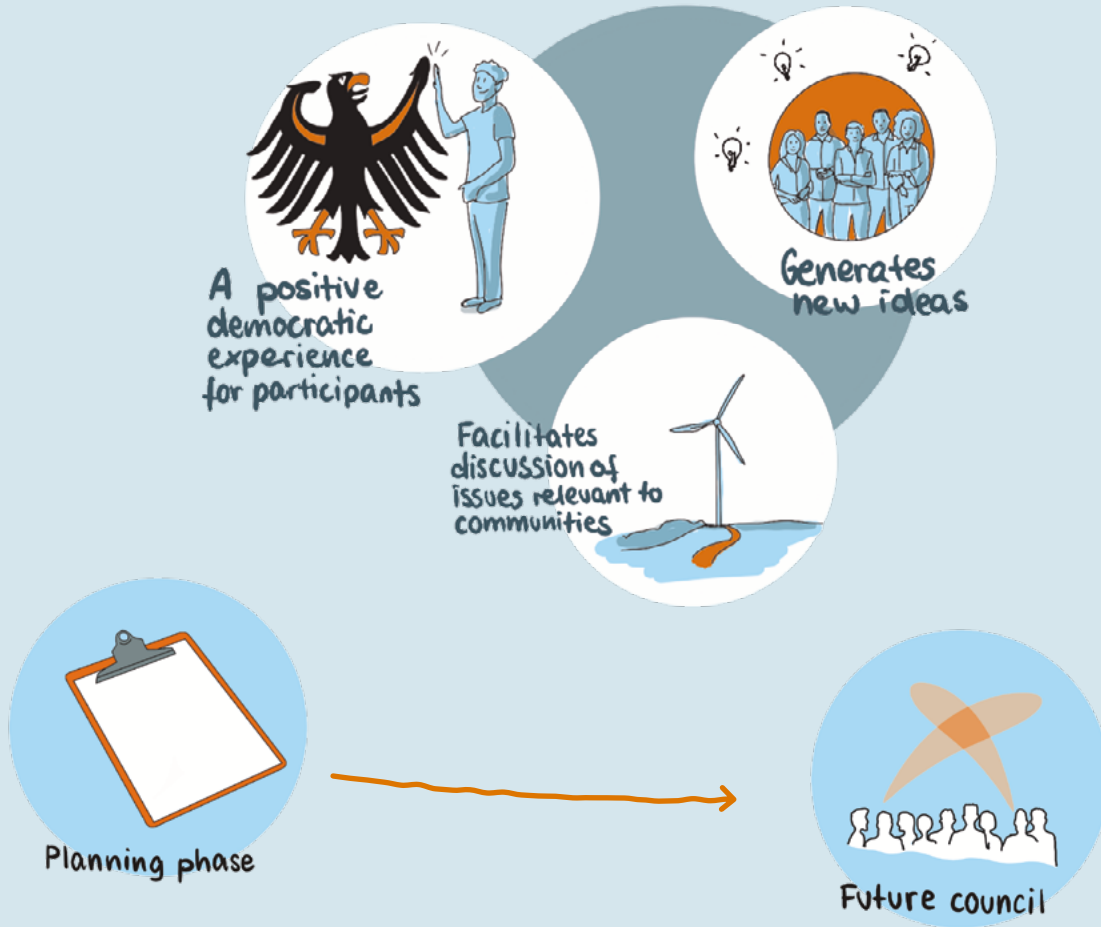 A positive
democratic
experience
for participants
Generates
new ideas
Facilitates
discussion of
issues relevant to
communities
Planning phase
Future council